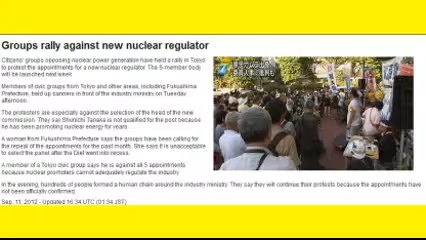 Groups rally against new nuclear regulator
Citizens' groups opposing nuclear power generation have held a rally in Tokyo
to protest the appointments for a new nuclear regulator. The 5-member body
will be launched next week.
Members of civic groups from Tokyo and other areas, including Fukushima
Prefecture, held up banners in front of the industry ministry on Tuesday
afternoon.
The protesters are especially against the selection of the head of the new
commission. They say Shunichi Tanaka is not qualified for the post because
he has been promoting nuclear energy for years.
A woman from Fukushima Prefecture says the groups have been calling for
the repeal of the appointments for the past month. She says it is unacceptable
to select the panel after the Diet went into recess.
A member of a Tokyo civic group says he is against all 5 appointments
because nuclear promoters cannot adequately regulate the industry.
In the evening, hundreds of people formed a human chain around the industry ministry. They say they will continue their protests because the appointments have
not been officially confirmed.
Sep. 11, 2012 - Updated 16:34 UTC (01:34 JST)